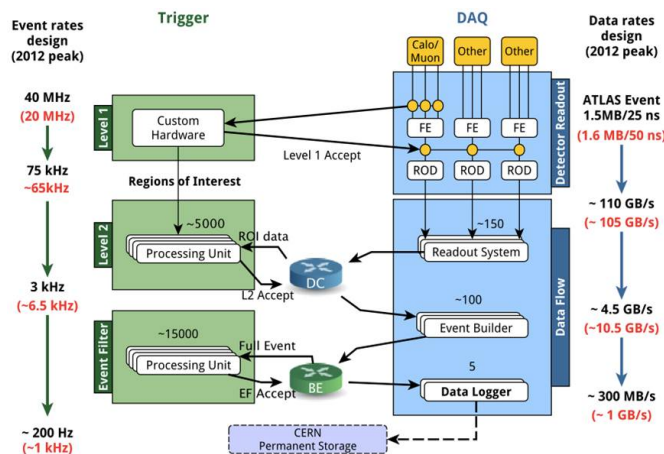 Event rates
design
(2012 peak)
Trigger
DAQ
Data rates
design
(2012 peak)
40 MHz
(20 MHz)
75 kHz
~65kHz
3 kHz
(~6.5 kHz)
~ 200 Hz
(~1 kHz)
Level 1
Custom
Hardware
Level 1 Accept
Regions of Interest
Level 2
~5000
Processing Unit
ROI data
L2 Accept
DC
Event Filter
~15000
Processing Unit
Full Event
EF Accept
BE
Calo/
Muon
Other
Other
FE
FE
FE
ROD
ROD
ROD
Detector Readout
~150
Readout System
~100
Event Builder
5
Data Logger
Data Flow
CERN
Permanent Storage
ATLAS Event
1.5MB/25 ns
(1.6 MB/50 ns)
~ 110 GB/s
(~ 105 GB/s)
~ 4.5 GB/s
(~10.5 GB/s)
~ 300 MB/s
(~ 1 GB/s)